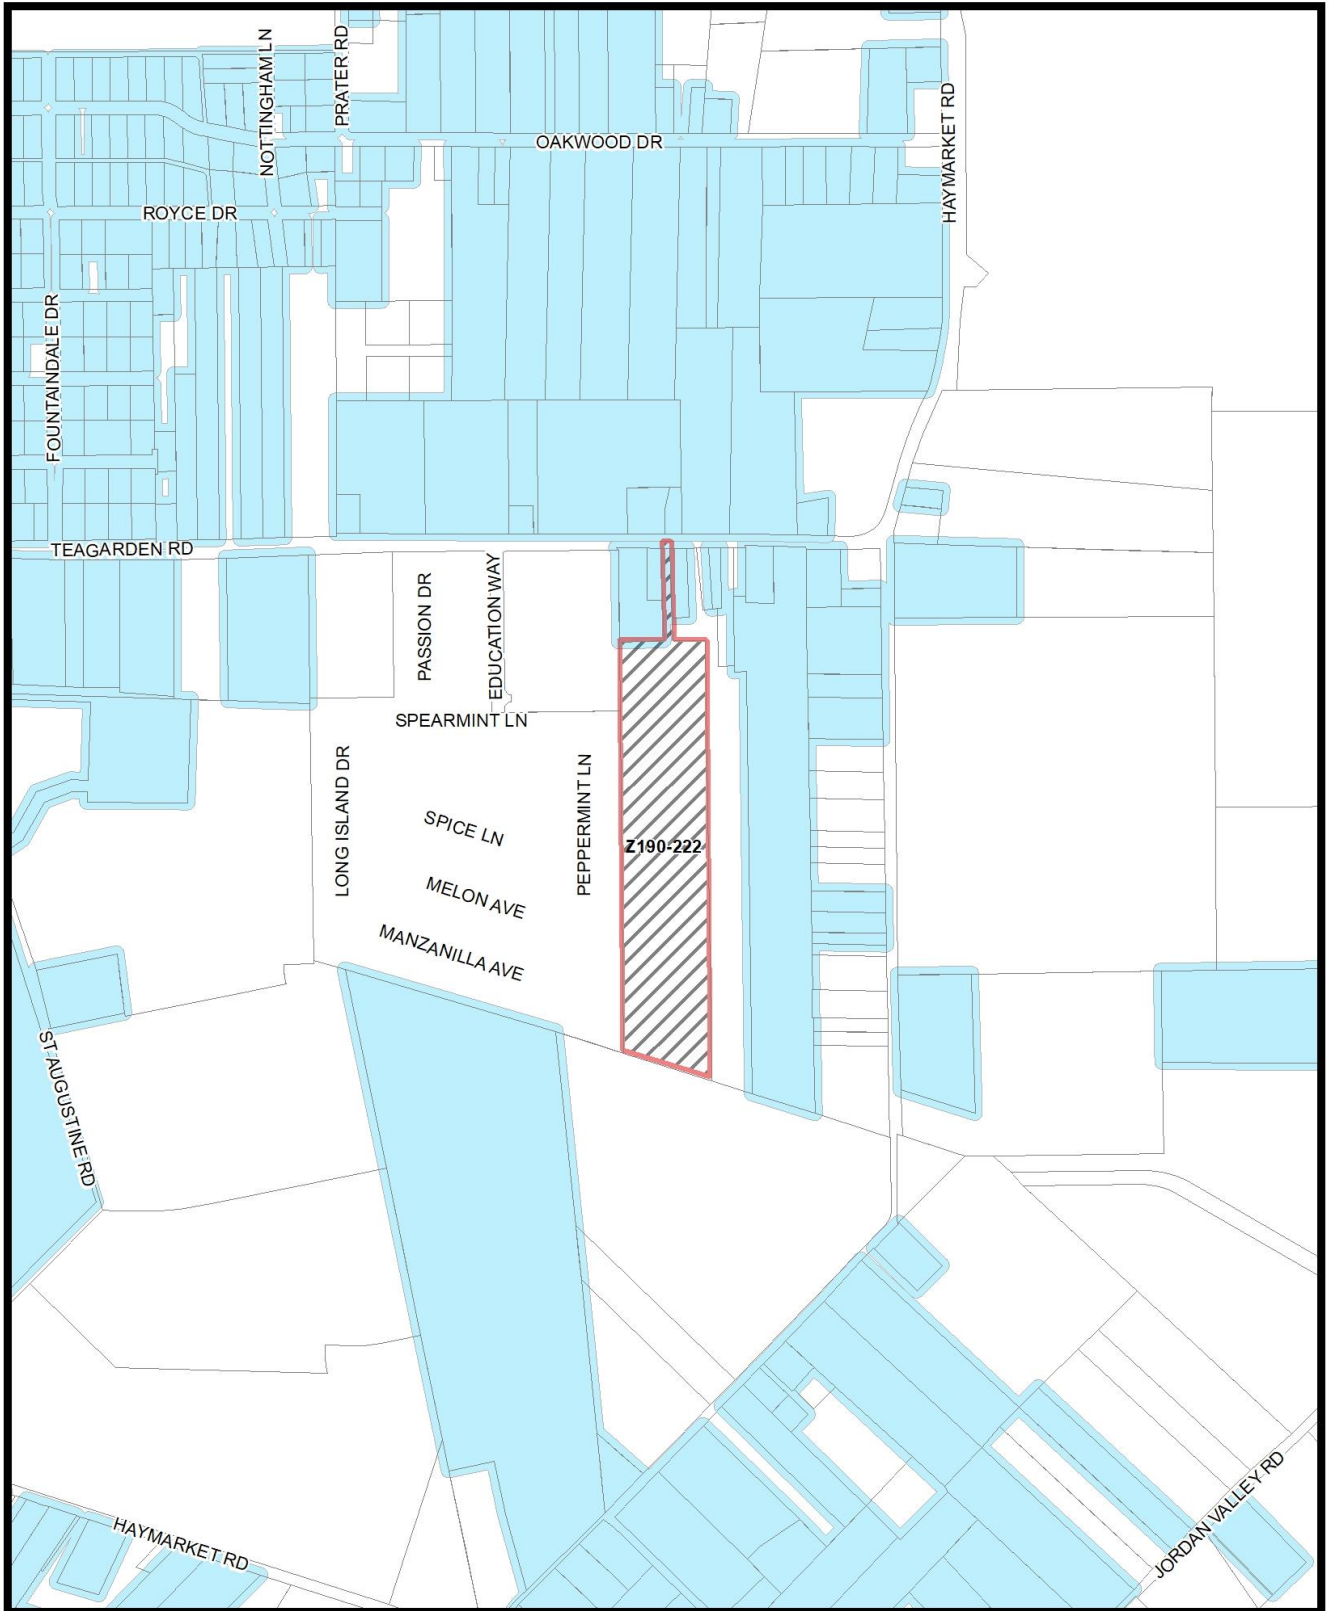 NOTTINGHAM LN
PRATER RD
HAYMARKET RD
OAKWOOD DR
ROYCE DR
FOUNTAINDALE DR
TEAGARDEN RD
PASSION DR
EDUCATION WAY
SPEARMINT LN
LONG ISLAND DR
PEPPERMINT LN
SPICE LN
Z190-222
MELON AVE
MANZANILLA AVE
ST AUGUSTINE RD
HAYMARKET RD
JORDAN VALLEY RD